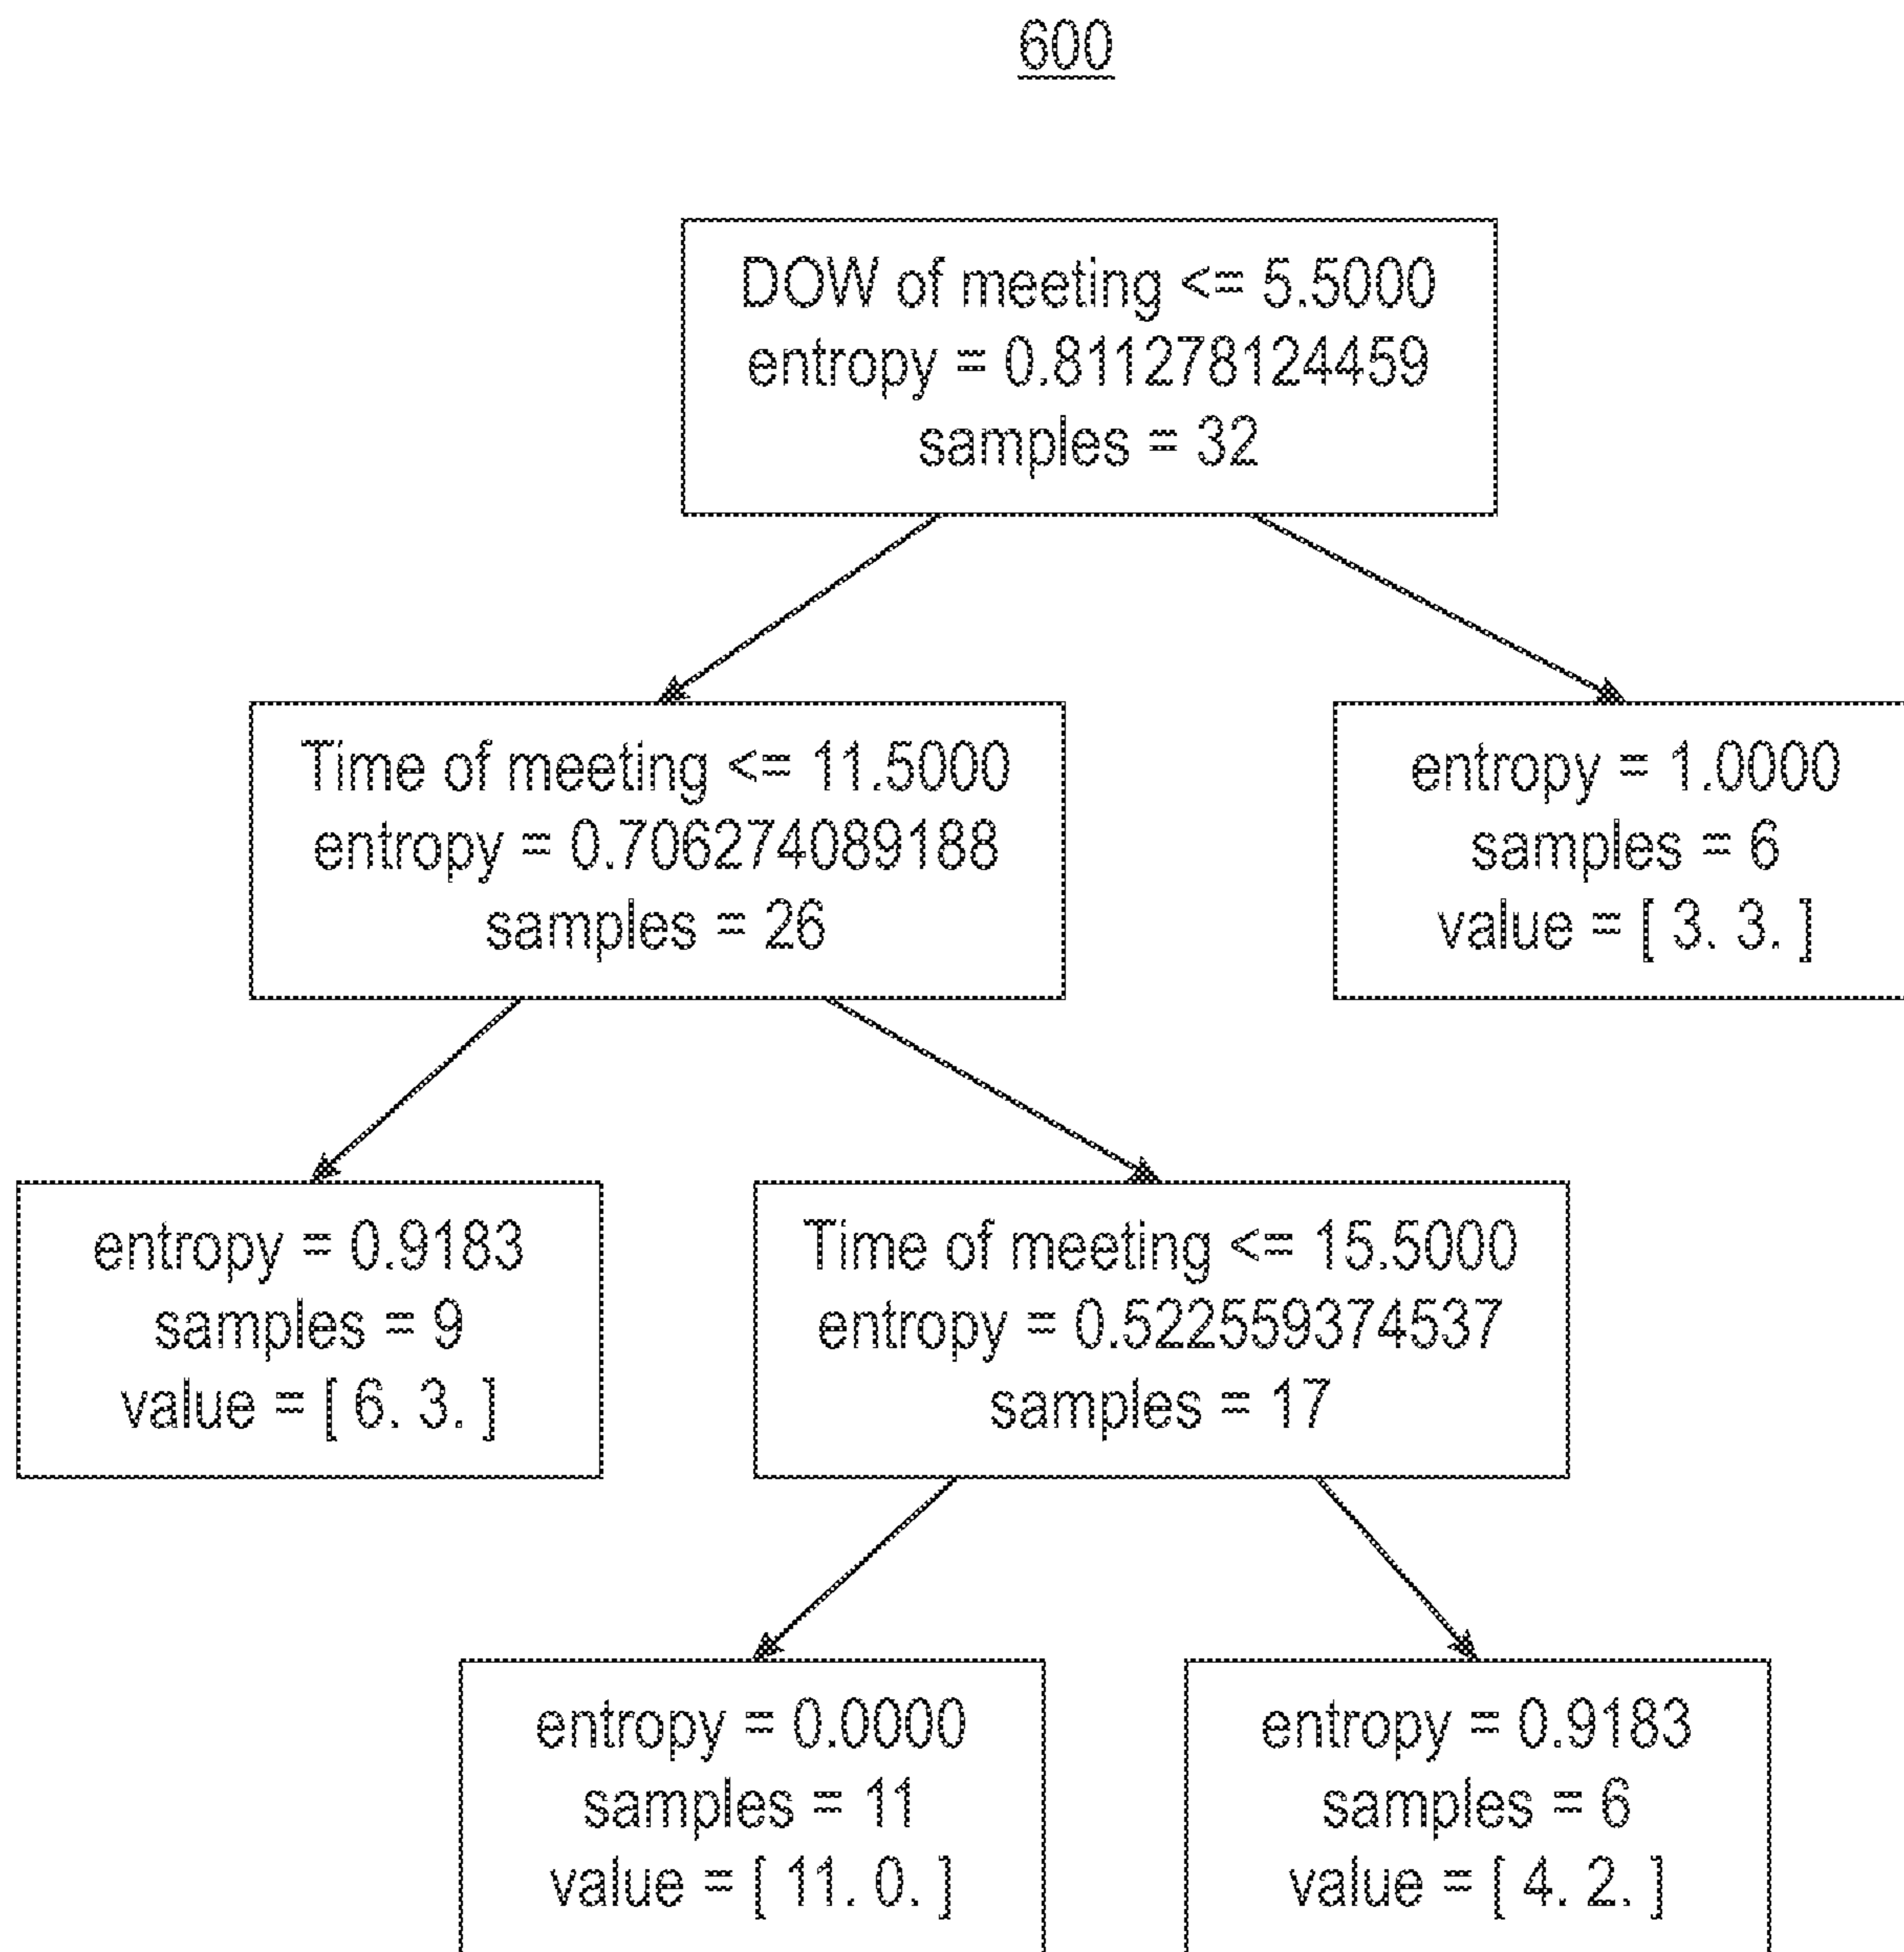 600
DOW of meeting <= 5.5000
entropy = 0.811278124459
samples = 32
Time of meeting <= 11.5000
entropy = 0.706274089188
samples = 26
entropy = 1.0000
samples = 6
value = [ 3. 3. ]
entropy = 0.9183
samples = 9
value = [ 6. 3. ]
Time of meeting <= 15.5000
entropy = 0.522559374537
samples = 17
entropy = 0.0000
samples = 11
value = [ 11. 0. ]
entropy = 0.9183
samples = 6
value = [ 4. 2. ]